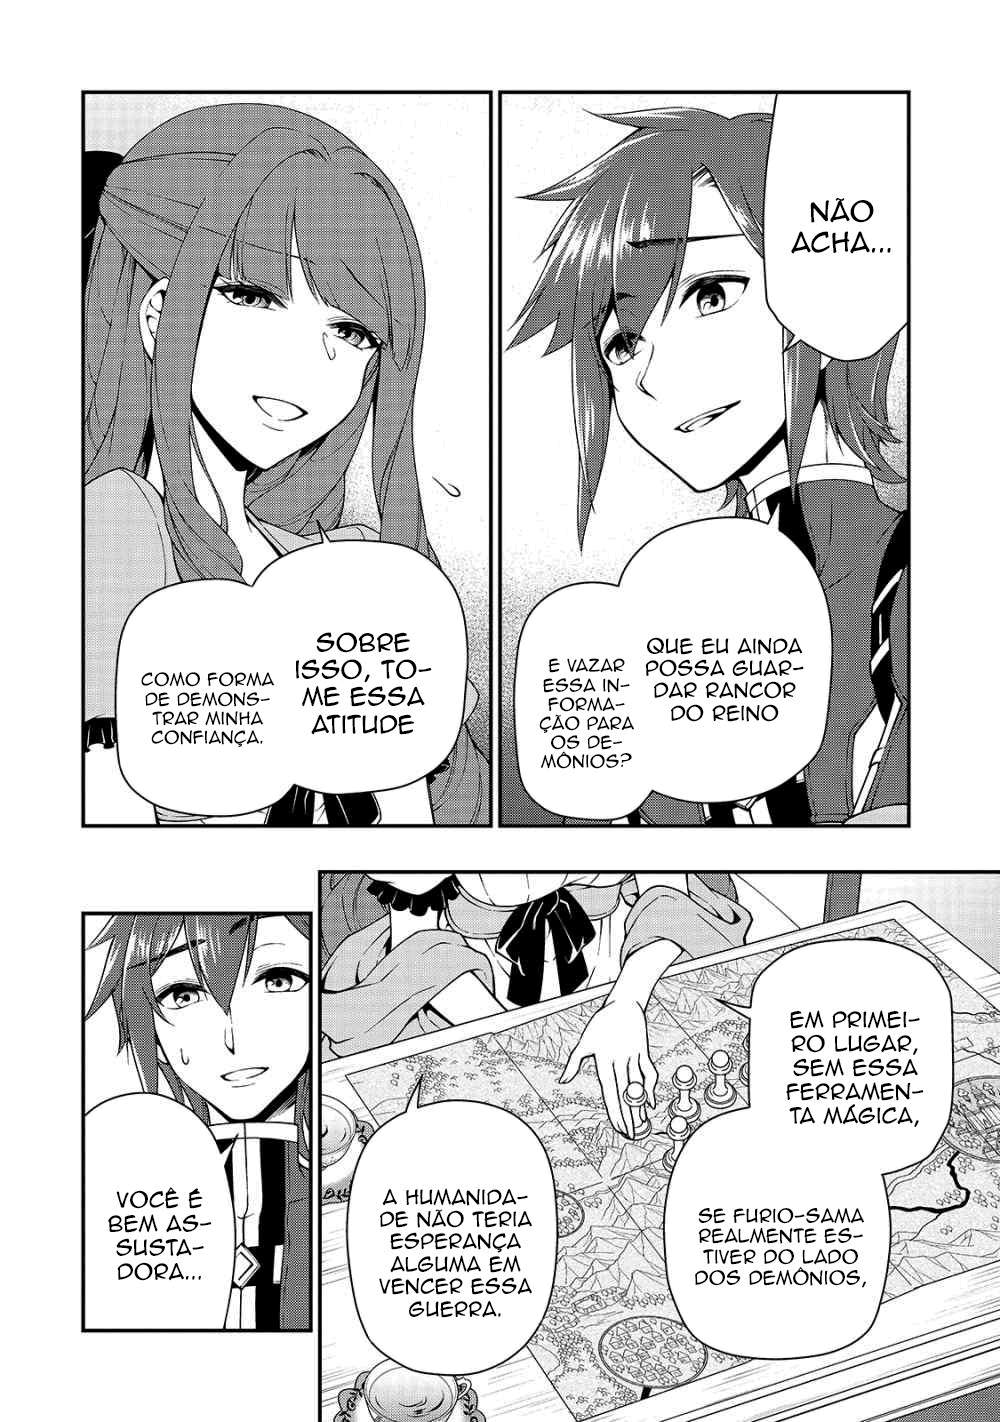 NÃO
ACHA...
QUE EU AINDA
POSSA GUAR-
DAR RANCOR
DO REINO
E VAZAR
ESSA IN-
FORMA-
ÇÃO PARA
OS DE-
MÔNIOS?
SOBRE
ISSO, TO-
ME ESSA
ATITUDE
COMO FORMA
DE DEMONS-
TRAR MINHA
CONFIANÇA.
EM PRIMEI-
RO LUGAR,
SEM ESSA
FERRAMEN-
TA MÁGICA,
SE FURIO-SAMA
REALMENTE ES-
TIVER DO LADO
DOS DEMÔNIOS,
A HUMANIDA-
DE NÃO TERIA
ESPERANÇA
ALGUMA EM
VENCER ESSA
GUERRA.
VOCÊ É
BEM AS-
SUSTA-
DORA...